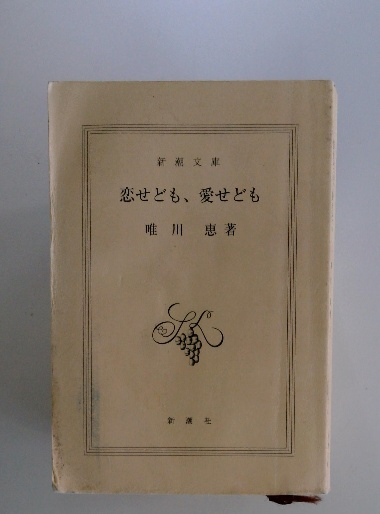 新潮文庫
恋せども、愛せども
唯川 恵著
新潮社